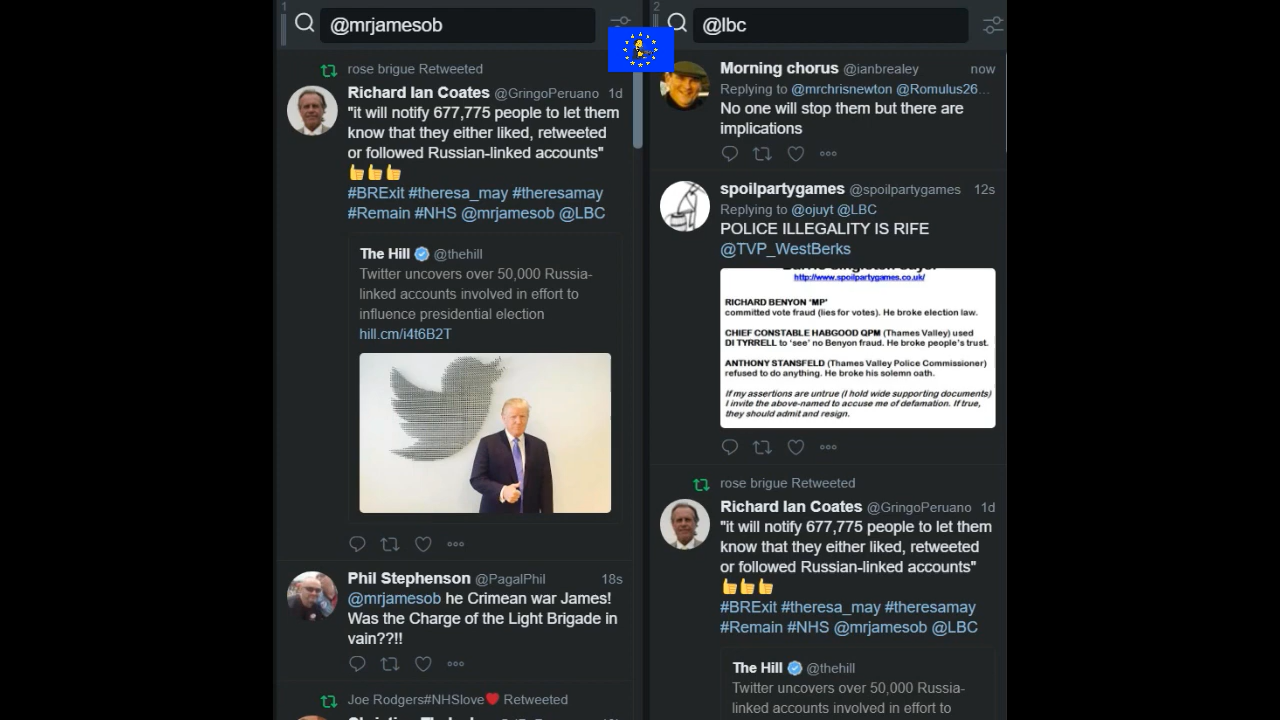 1
@mrjamesob
rose brigue Retweeted
Richard Ian Coates @GringoPeruano 1d
"it will notify 677,775 people to let them
know that they either liked, retweeted
or followed Russian-linked accounts"
👍👍👍
#BRExit #theresa_may #theresamay
#Remain #NHS @mrjamesob @LBC
The Hill @thehill
Twitter uncovers over 50,000 Russia-
linked accounts involved in effort to
influence presidential election
hill.cm/i4t6B2T
Phil Stephenson @PagalPhil 18s
@mrjamesob he Crimean war James!
Was the Charge of the Light Brigade in
vain??!!
Joe Rodgers#NHSlove❤ Retweeted
2
@lbc
Morning chorus @ianbrealey now
Replying to @mrchrisnewton @Romulus26...
No one will stop them but there are
implications
spoilpartygames @spoilpartygames 12s
Replying to @ojuyt @LBC
POLICE ILLEGALITY IS RIFE
@TVP_WestBerks
http://www.spoilpartygames.co.uk/
RICHARD BENYON 'MP'
committed vote fraud (lies for votes). He broke election law.
CHIEF CONSTABLE HABGOOD QPM (Thames Valley) used
DI TYRRELL to 'see' no Benyon fraud. He broke people's trust.
ANTHONY STANSFELD (Thames Valley Police Commissioner)
refused to do anything. He broke his solemn oath.
If my assertions are untrue (I hold wide supporting documents)
I invite the above-named to accuse me of defamation. If true,
they should admit and resign.
rose brigue Retweeted
Richard Ian Coates @GringoPeruano 1d
"it will notify 677,775 people to let them
know that they either liked, retweeted
or followed Russian-linked accounts"
👍👍👍
#BRExit #theresa_may #theresamay
#Remain #NHS @mrjamesob @LBC
The Hill @thehill
Twitter uncovers over 50,000 Russia-
linked accounts involved in effort to